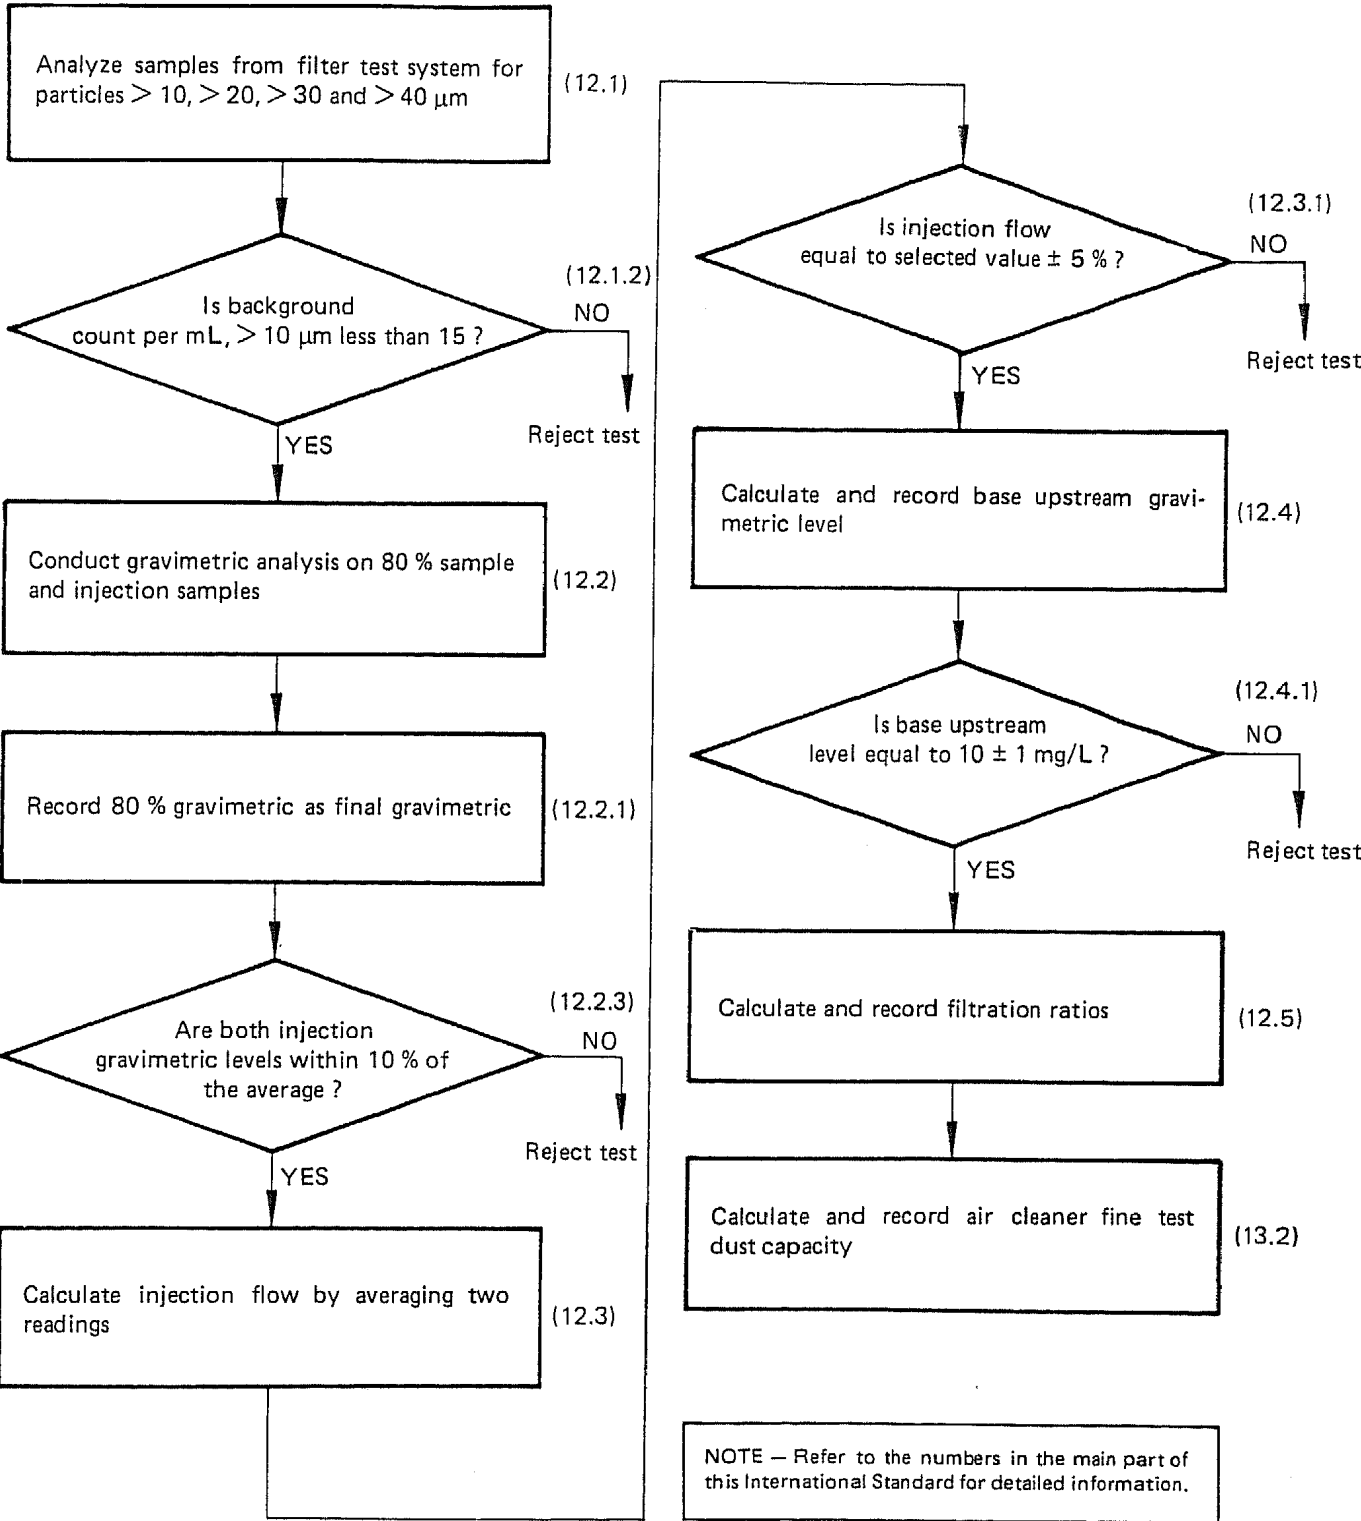 Analyze samples from filter test system for
particles > 10, > 20, > 30 and > 40 μm
(12.1)
Is background
count per mL, > 10 μm less than 15 ?
(12.1.2)
NO
Reject test
YES
Conduct gravimetric analysis on 80 % sample
and injection samples
(12.2)
Record 80 % gravimetric as final gravimetric
(12.2.1)
Are both injection
gravimetric levels within 10 % of
the average ?
(12.2.3)
NO
Reject test
YES
Calculate injection flow by averaging two
readings
(12.3)
Is injection flow
equal to selected value ± 5 % ?
(12.3.1)
NO
Reject test
YES
Calculate and record base upstream gravi-
metric level
(12.4)
Is base upstream
level equal to 10 ± 1 mg/L ?
(12.4.1)
NO
Reject test
YES
Calculate and record filtration ratios
(12.5)
Calculate and record air cleaner fine test
dust capacity
(13.2)
NOTE — Refer to the numbers in the main part of
this International Standard for detailed information.